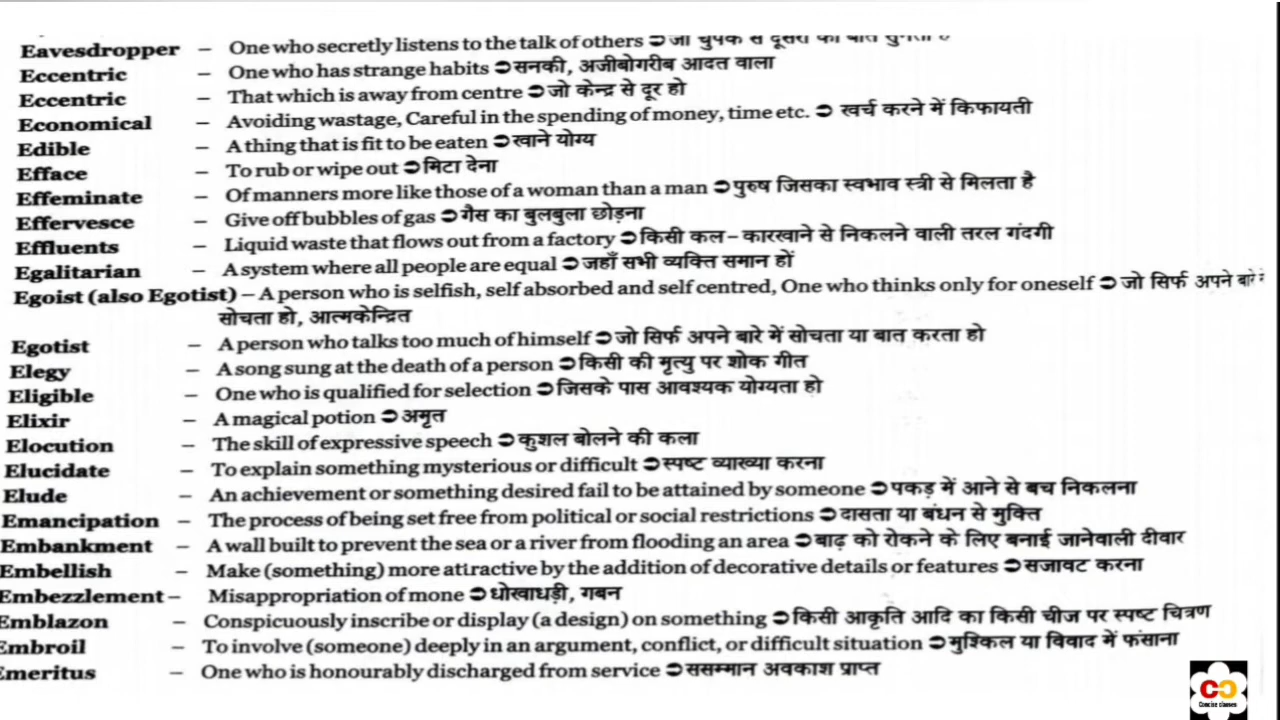 Eavesdropper – One who secretly listens to the talk of others ➲ जो चुपके से दूसरों की बात सुनता
Eccentric – One who has strange habits ➲ सनकी, अजीबोगरीब आदत वाला
Eccentric – That which is away from centre ➲ जो केन्द्र से दूर हो
Economical – Avoiding wastage, Careful in the spending of money, time etc. ➲ खर्च करने में किफायती
Edible – A thing that is fit to be eaten ➲ खाने योग्य
Efface – To rub or wipe out ➲ मिटा देना
Effeminate – Of manners more like those of a woman than a man ➲ पुरुष जिसका स्वभाव स्त्री से मिलता है
Effervesce – Give off bubbles of gas ➲ गैस का बुलबुला छोड़ना
Effluents – Liquid waste that flows out from a factory ➲ किसी कल–कारखाने से निकलने वाली तरल गंदगी
Egalitarian – A system where all people are equal ➲ जहाँ सभी व्यक्ति समान हों
Egoist (also Egotist) – A person who is selfish, self absorbed and self centred, One who thinks only for oneself ➲ जो सिर्फ अपने बारे
सोचता हो, आत्मकेन्द्रित
Egotist – A person who talks too much of himself ➲ जो सिर्फ अपने बारे में सोचता या बात करता हो
Elegy – A song sung at the death of a person ➲ किसी की मृत्यु पर शोक गीत
Eligible – One who is qualified for selection ➲ जिसके पास आवश्यक योग्यता हो
Elixir – A magical potion ➲ अमृत
Elocution – The skill of expressive speech ➲ कुशल बोलने की कला
Elucidate – To explain something mysterious or difficult ➲ स्पष्ट व्याख्या करना
Elude – An achievement or something desired fail to be attained by someone ➲ पकड़ में आने से बच निकलना
Emancipation – The process of being set free from political or social restrictions ➲ दासता या बंधन से मुक्ति
Embankment – A wall built to prevent the sea or a river from flooding an area ➲ बाढ़ को रोकने के लिए बनाई जानेवाली दीवार
Embellish – Make (something) more attractive by the addition of decorative details or features ➲ सजावट करना
Embezzlement – Misappropriation of mone ➲ धोखाधड़ी, गबन
Emblazon – Conspicuously inscribe or display (a design) on something ➲ किसी आकृति आदि का किसी चीज पर स्पष्ट चित्रण
Embroil – To involve (someone) deeply in an argument, conflict, or difficult situation ➲ मुश्किल या विवाद में फंसाना
Emeritus – One who is honourably discharged from service ➲ ससम्मान अवकाश प्राप्त
Concise classes